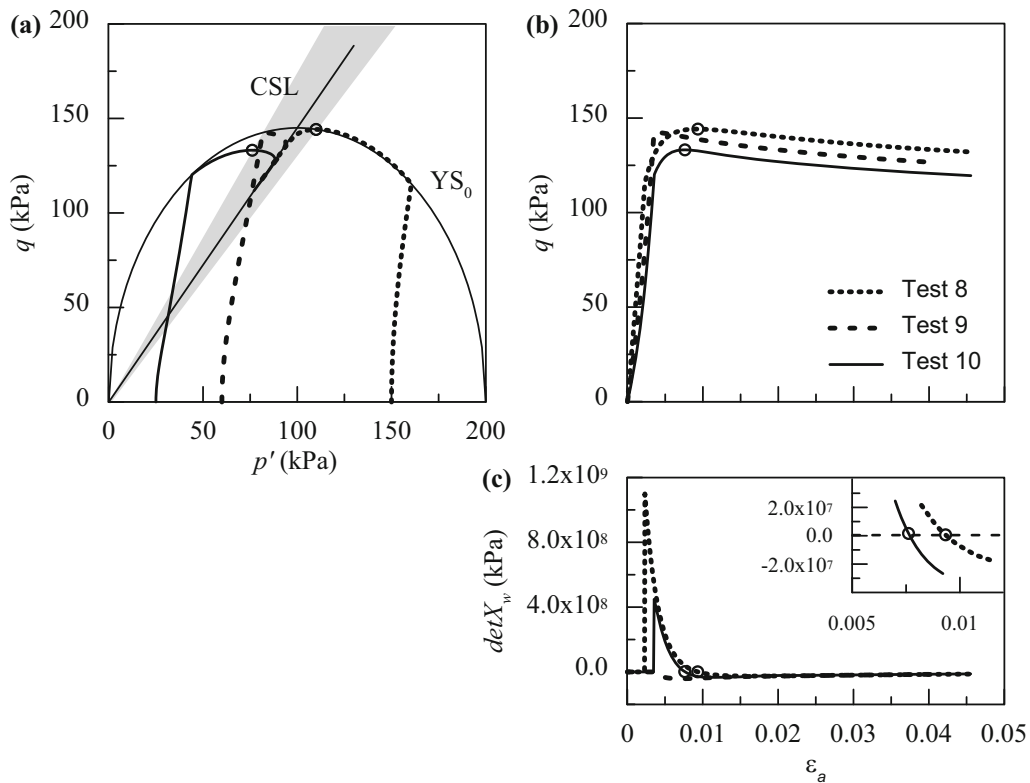 (a)
200
150
100
50
0
q (kPa)
CSL
YS₀
0
50
100
150
200
p′ (kPa)
(b)
200
150
100
50
0
q (kPa)
Test 8
Test 9
Test 10
(c)
1.2x10⁹
8.0x10⁸
4.0x10⁸
0.0
detX_w (kPa)
2.0x10⁷
0.0
-2.0x10⁷
0.005
0.01
0
0.01
0.02
0.03
0.04
0.05
ε_a